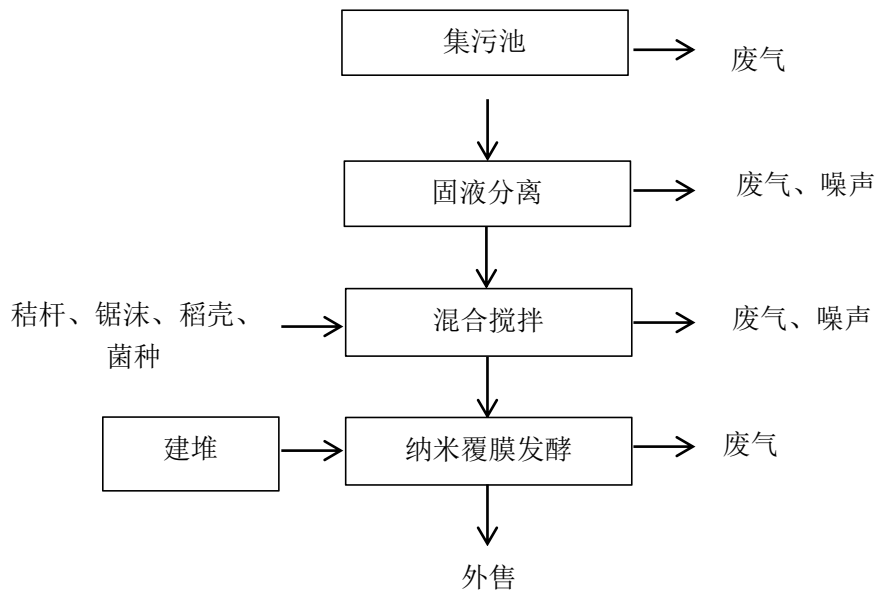 集污池
废气
固液分离
废气、噪声
秸杆、锯沫、稻壳、
菌种
混合搅拌
废气、噪声
建堆
纳米覆膜发酵
废气
外售